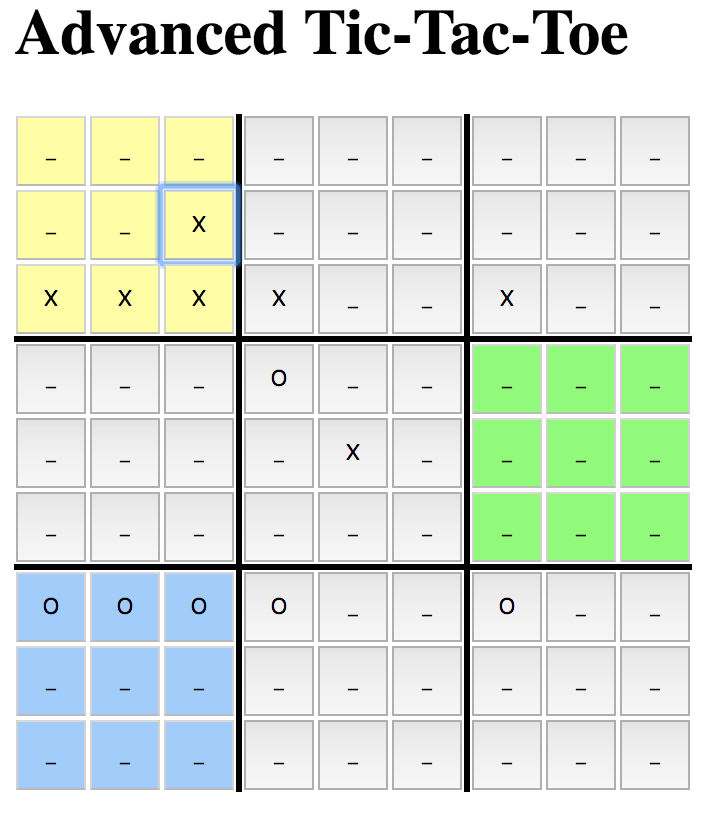 Advanced Tic-Tac-Toe
_ _ _ _ _ _ _ _ _
_ _ X _ _ _ _ _ _
X X X X _ _ X _ _
_ _ _ O _ _ _ _ _
_ _ _ _ X _ _ _ _
_ _ _ _ _ _ _ _ _
O O O O _ _ O _ _
_ _ _ _ _ _ _ _ _
_ _ _ _ _ _ _ _ _